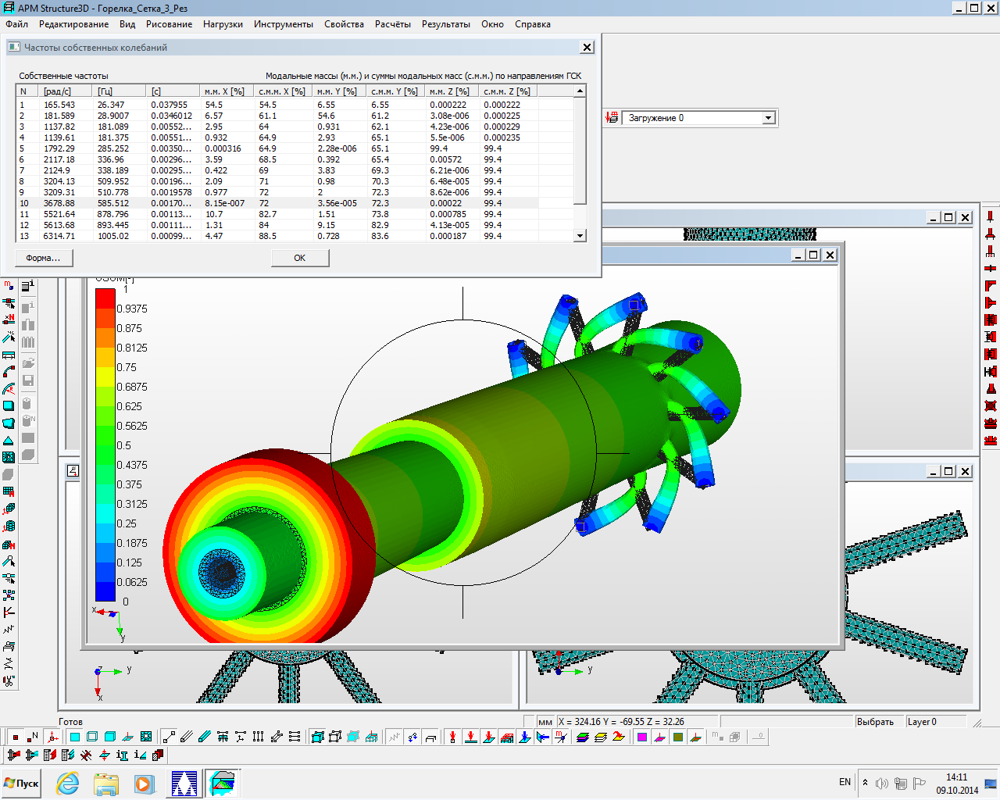 APM Structure3D - Горелка_Сетка_3_Рез
Файл Редактирование Вид Рисование Нагрузки Инструменты Свойства Расчёты Результаты Окно Справка
Частоты собственных колебаний
Собственные частоты Модальные массы (м.м.) и суммы модальных масс (с.м.м.) по направлениям ГСК
N [рад/с] [Гц] [с] м.м. X [%] с.м.м. X [%] м.м. Y [%] с.м.м. Y [%] м.м. Z [%] с.м.м. Z [%]
1 165.543 26.347 0.037955 54.5 54.5 6.55 6.55 0.000222 0.000222
2 181.589 28.9007 0.0346012 6.57 61.1 54.6 61.2 3.08e-006 0.000225
3 1137.82 181.089 0.00552... 2.95 64 0.931 62.1 4.23e-006 0.000229
4 1139.61 181.375 0.00551... 0.932 64.9 2.93 65.1 5.5e-006 0.000235
5 1792.29 285.252 0.00350... 0.000316 64.9 2.28e-006 65.1 99.4 99.4
6 2117.18 336.96 0.00296... 3.59 68.5 0.392 65.4 0.00572 99.4
7 2124.9 338.189 0.00295... 0.422 69 3.83 69.3 6.21e-006 99.4
8 3204.13 509.952 0.00196... 2.09 71 0.98 70.3 6.48e-005 99.4
9 3209.31 510.778 0.0019578 0.977 72 2 72.3 8.62e-006 99.4
10 3678.88 585.512 0.00170... 8.15e-007 72 3.56e-005 72.3 0.00022 99.4
11 5521.64 878.796 0.00113... 10.7 82.7 1.51 73.8 0.000785 99.4
12 5613.68 893.445 0.00111... 1.31 84 9.15 82.9 4.13e-005 99.4
13 6314.71 1005.02 0.00099... 4.47 88.5 0.728 83.6 0.000187 99.4
Форма... OK
Загружение 0
1
0.9375
0.875
0.8125
0.75
0.6875
0.625
0.5625
0.5
0.4375
0.375
0.3125
0.25
0.1875
0.125
0.0625
0
x z y
z y x
y
Готов мм X = 324.16 Y = -69.55 Z = 32.26 Выбрать Layer 0
Пуск EN 14:11
09.10.2014